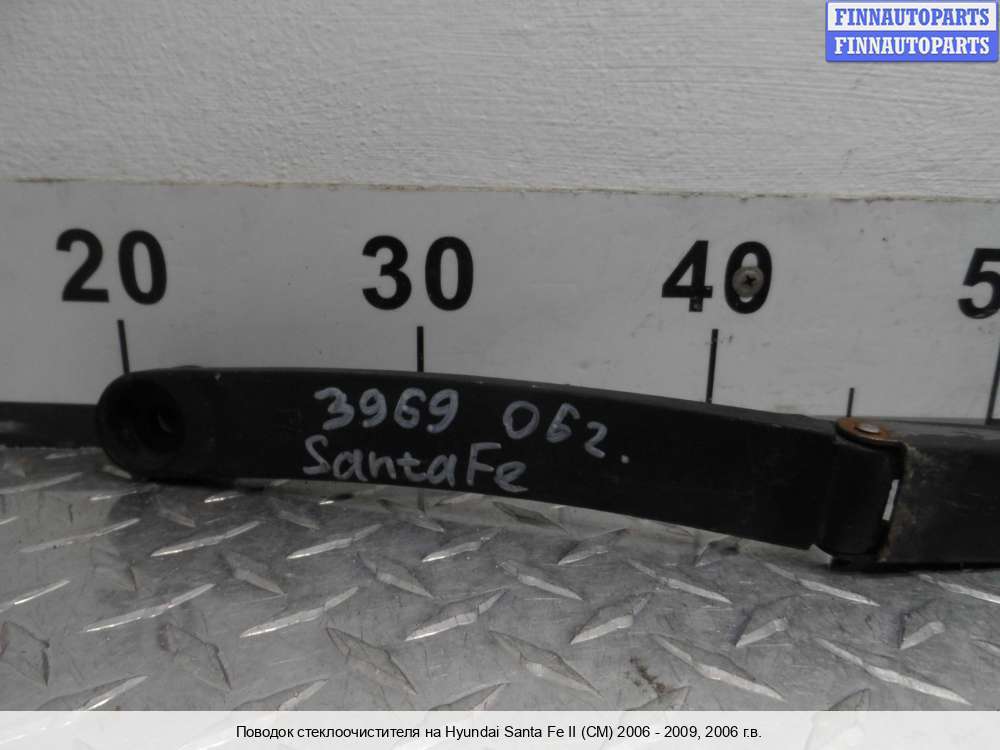 FINNAUTOPARTS
FINNAUTOPARTS
20 30 40 5
3969 06г.
SantaFe
Поводок стеклоочистителя на Hyundai Santa Fe II (CM) 2006 - 2009, 2006 г.в.